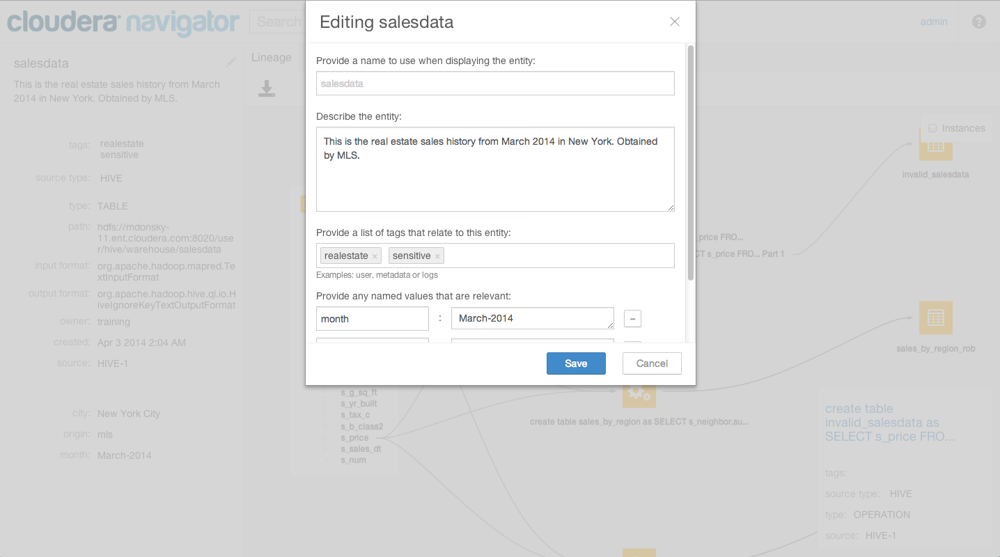 cloudera navigator
Search
admin
?
Editing salesdata
Provide a name to use when displaying the entity:
salesdata
Describe the entity:
This is the real estate sales history from March 2014 in New York. Obtained
by MLS.
Provide a list of tags that relate to this entity:
realestate × sensitive ×
Examples: user, metadata or logs
Provide any named values that are relevant:
month : March-2014 −
Save Cancel
salesdata
This is the real estate sales history from March
2014 in New York. Obtained by MLS.
tags: realestate
sensitive
source type: HIVE
type: TABLE
path: hdfs://mdonsky-
11.ent.cloudera.com:8020/use
r/hive/warehouse/salesdata
input format: org.apache.hadoop.mapred.Te
xtInputFormat
output format: org.apache.hadoop.hive.ql.io.H
iveIgnoreKeyTextOutputFormat
owner: training
created: Apr 3 2014 2:04 AM
source: HIVE-1
city: New York City
origin: mls
month: March-2014
Lineage
Instances
invalid_salesdata
_price FRO...
CT s_price FRO... Part 1
sales_by_region_rob
s_g_sq_ft
s_yr_built
s_tax_c
s_b_class2
s_price
s_sales_dt
s_num
create table sales_by_region as SELECT s_neighbor,su...
create table
invalid_salesdata as
SELECT s_price FRO...
tags:
source type: HIVE
type: OPERATION
source: HIVE-1